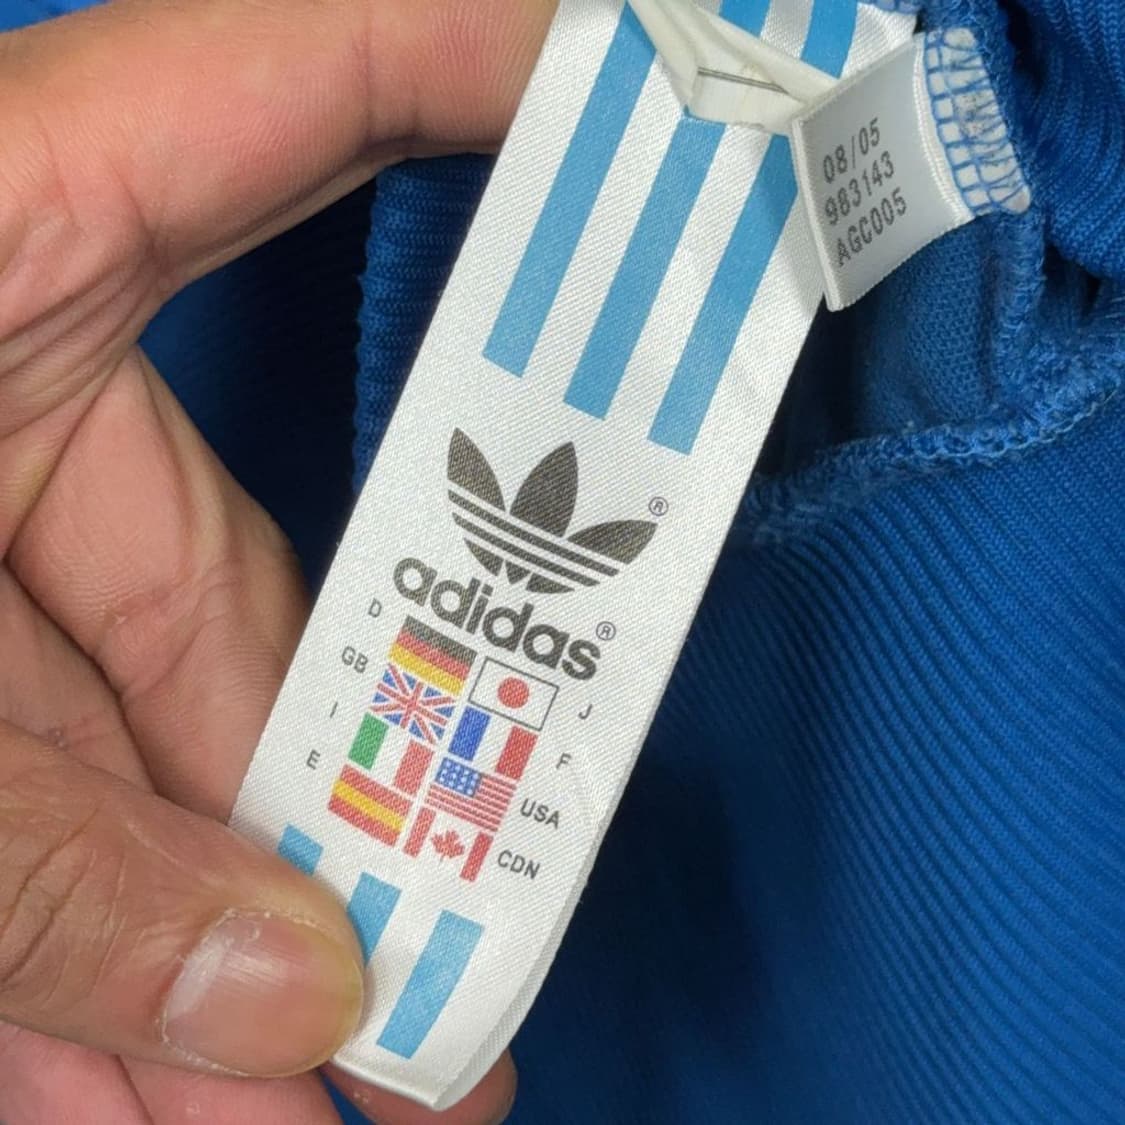 08/05
983143
AGC005
®
adidas®
D
GB
J
I
F
E
USA
CDN